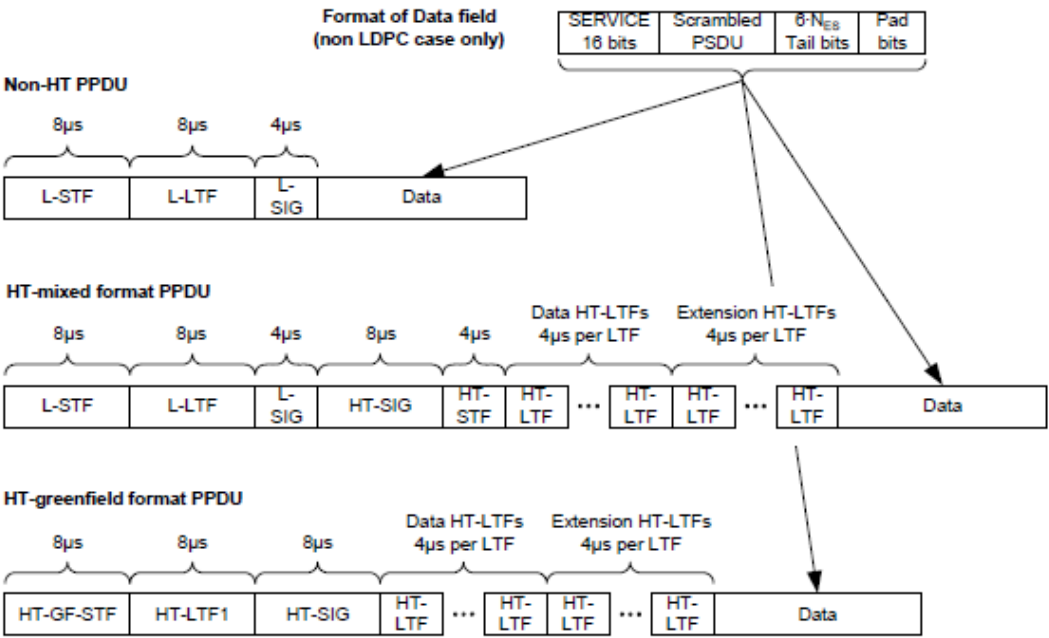 Format of Data field
(non LDPC case only)
SERVICE
16 bits
Scrambled
PSDU
6·NES
Tail bits
Pad
bits
Non-HT PPDU
8µs
8µs
4µs
L-STF
L-LTF
L-
SIG
Data
HT-mixed format PPDU
Data HT-LTFs
4µs per LTF
Extension HT-LTFs
4µs per LTF
8µs
8µs
4µs
8µs
4µs
L-STF
L-LTF
L-
SIG
HT-SIG
HT-
STF
HT-
LTF
...
HT-
LTF
HT-
LTF
...
HT-
LTF
Data
HT-greenfield format PPDU
Data HT-LTFs
4µs per LTF
Extension HT-LTFs
4µs per LTF
8µs
8µs
8µs
HT-GF-STF
HT-LTF1
HT-SIG
HT-
LTF
...
HT-
LTF
HT-
LTF
...
HT-
LTF
Data